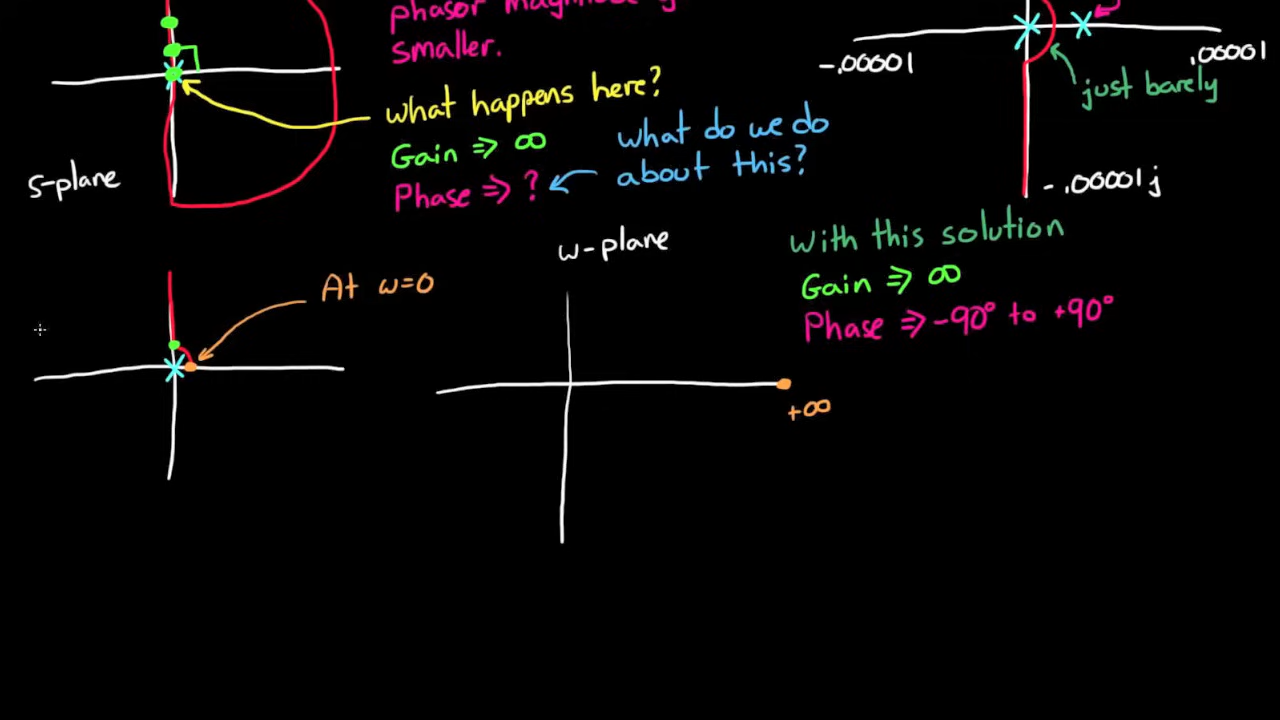 phasor
smaller.
-.00001
.00001
just barely
what happens here?
Gain => ∞
Phase => ?
what do we do
about this?
S-plane
-.00001j
w-plane
With this solution
Gain => ∞
Phase => -90° to +90°
At w=0
+∞